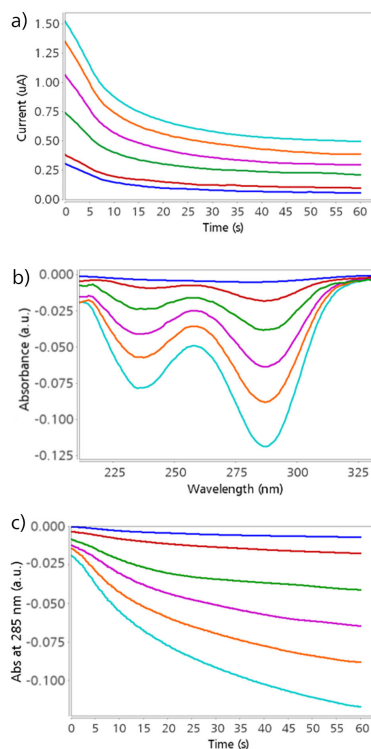 a)
1.50
1.25
1.00
0.75
0.50
0.25
0.00
Current (uA)
0 5 10 15 20 25 30 35 40 45 50 55 60
Time (s)
b)
0.000
-0.025
-0.050
-0.075
-0.100
-0.125
Absorbance (a.u.)
225 250 275 300 325
Wavelength (nm)
c)
0.000
-0.025
-0.050
-0.075
-0.100
Abs at 285 nm (a.u.)
0 5 10 15 20 25 30 35 40 45 50 55 60
Time (s)